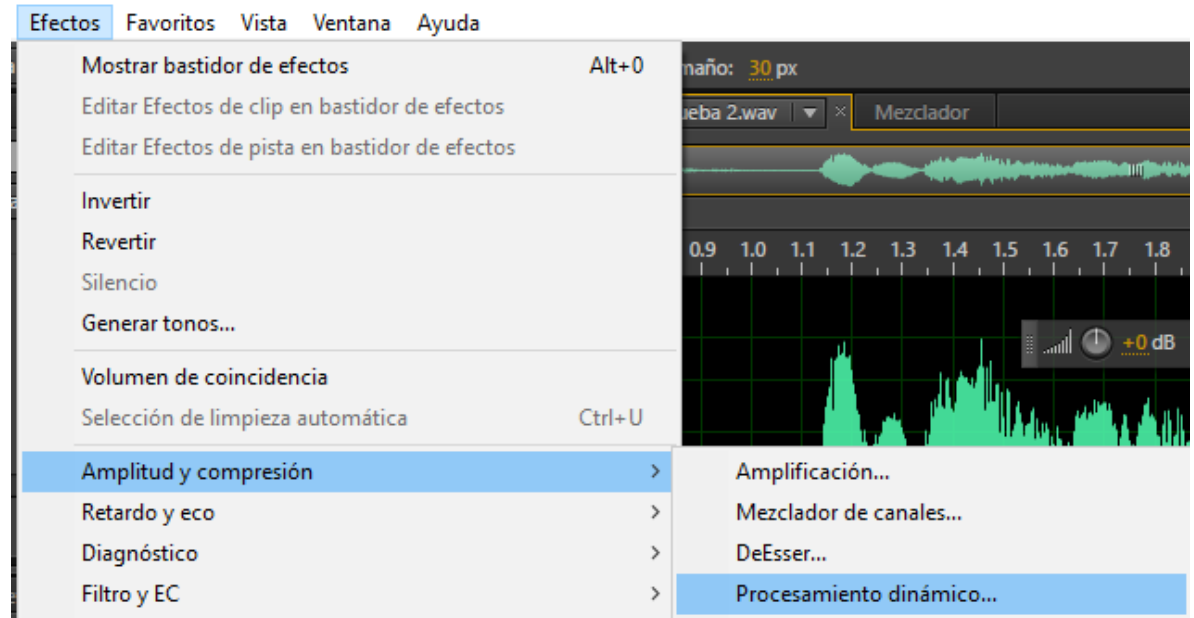 Efectos Favoritos Vista Ventana Ayuda
Mostrar bastidor de efectos Alt+0
Editar Efectos de clip en bastidor de efectos
Editar Efectos de pista en bastidor de efectos
Invertir
Revertir
Silencio
Generar tonos...
Volumen de coincidencia
Selección de limpieza automática Ctrl+U
Amplitud y compresión >
Retardo y eco >
Diagnóstico >
Filtro y EC >
30 px
2.wav Mezclador
0.9 1.0 1.1 1.2 1.3 1.4 1.5 1.6 1.7 1.8
+0 dB
Amplificación...
Mezclador de canales...
DeEsser...
Procesamiento dinámico...